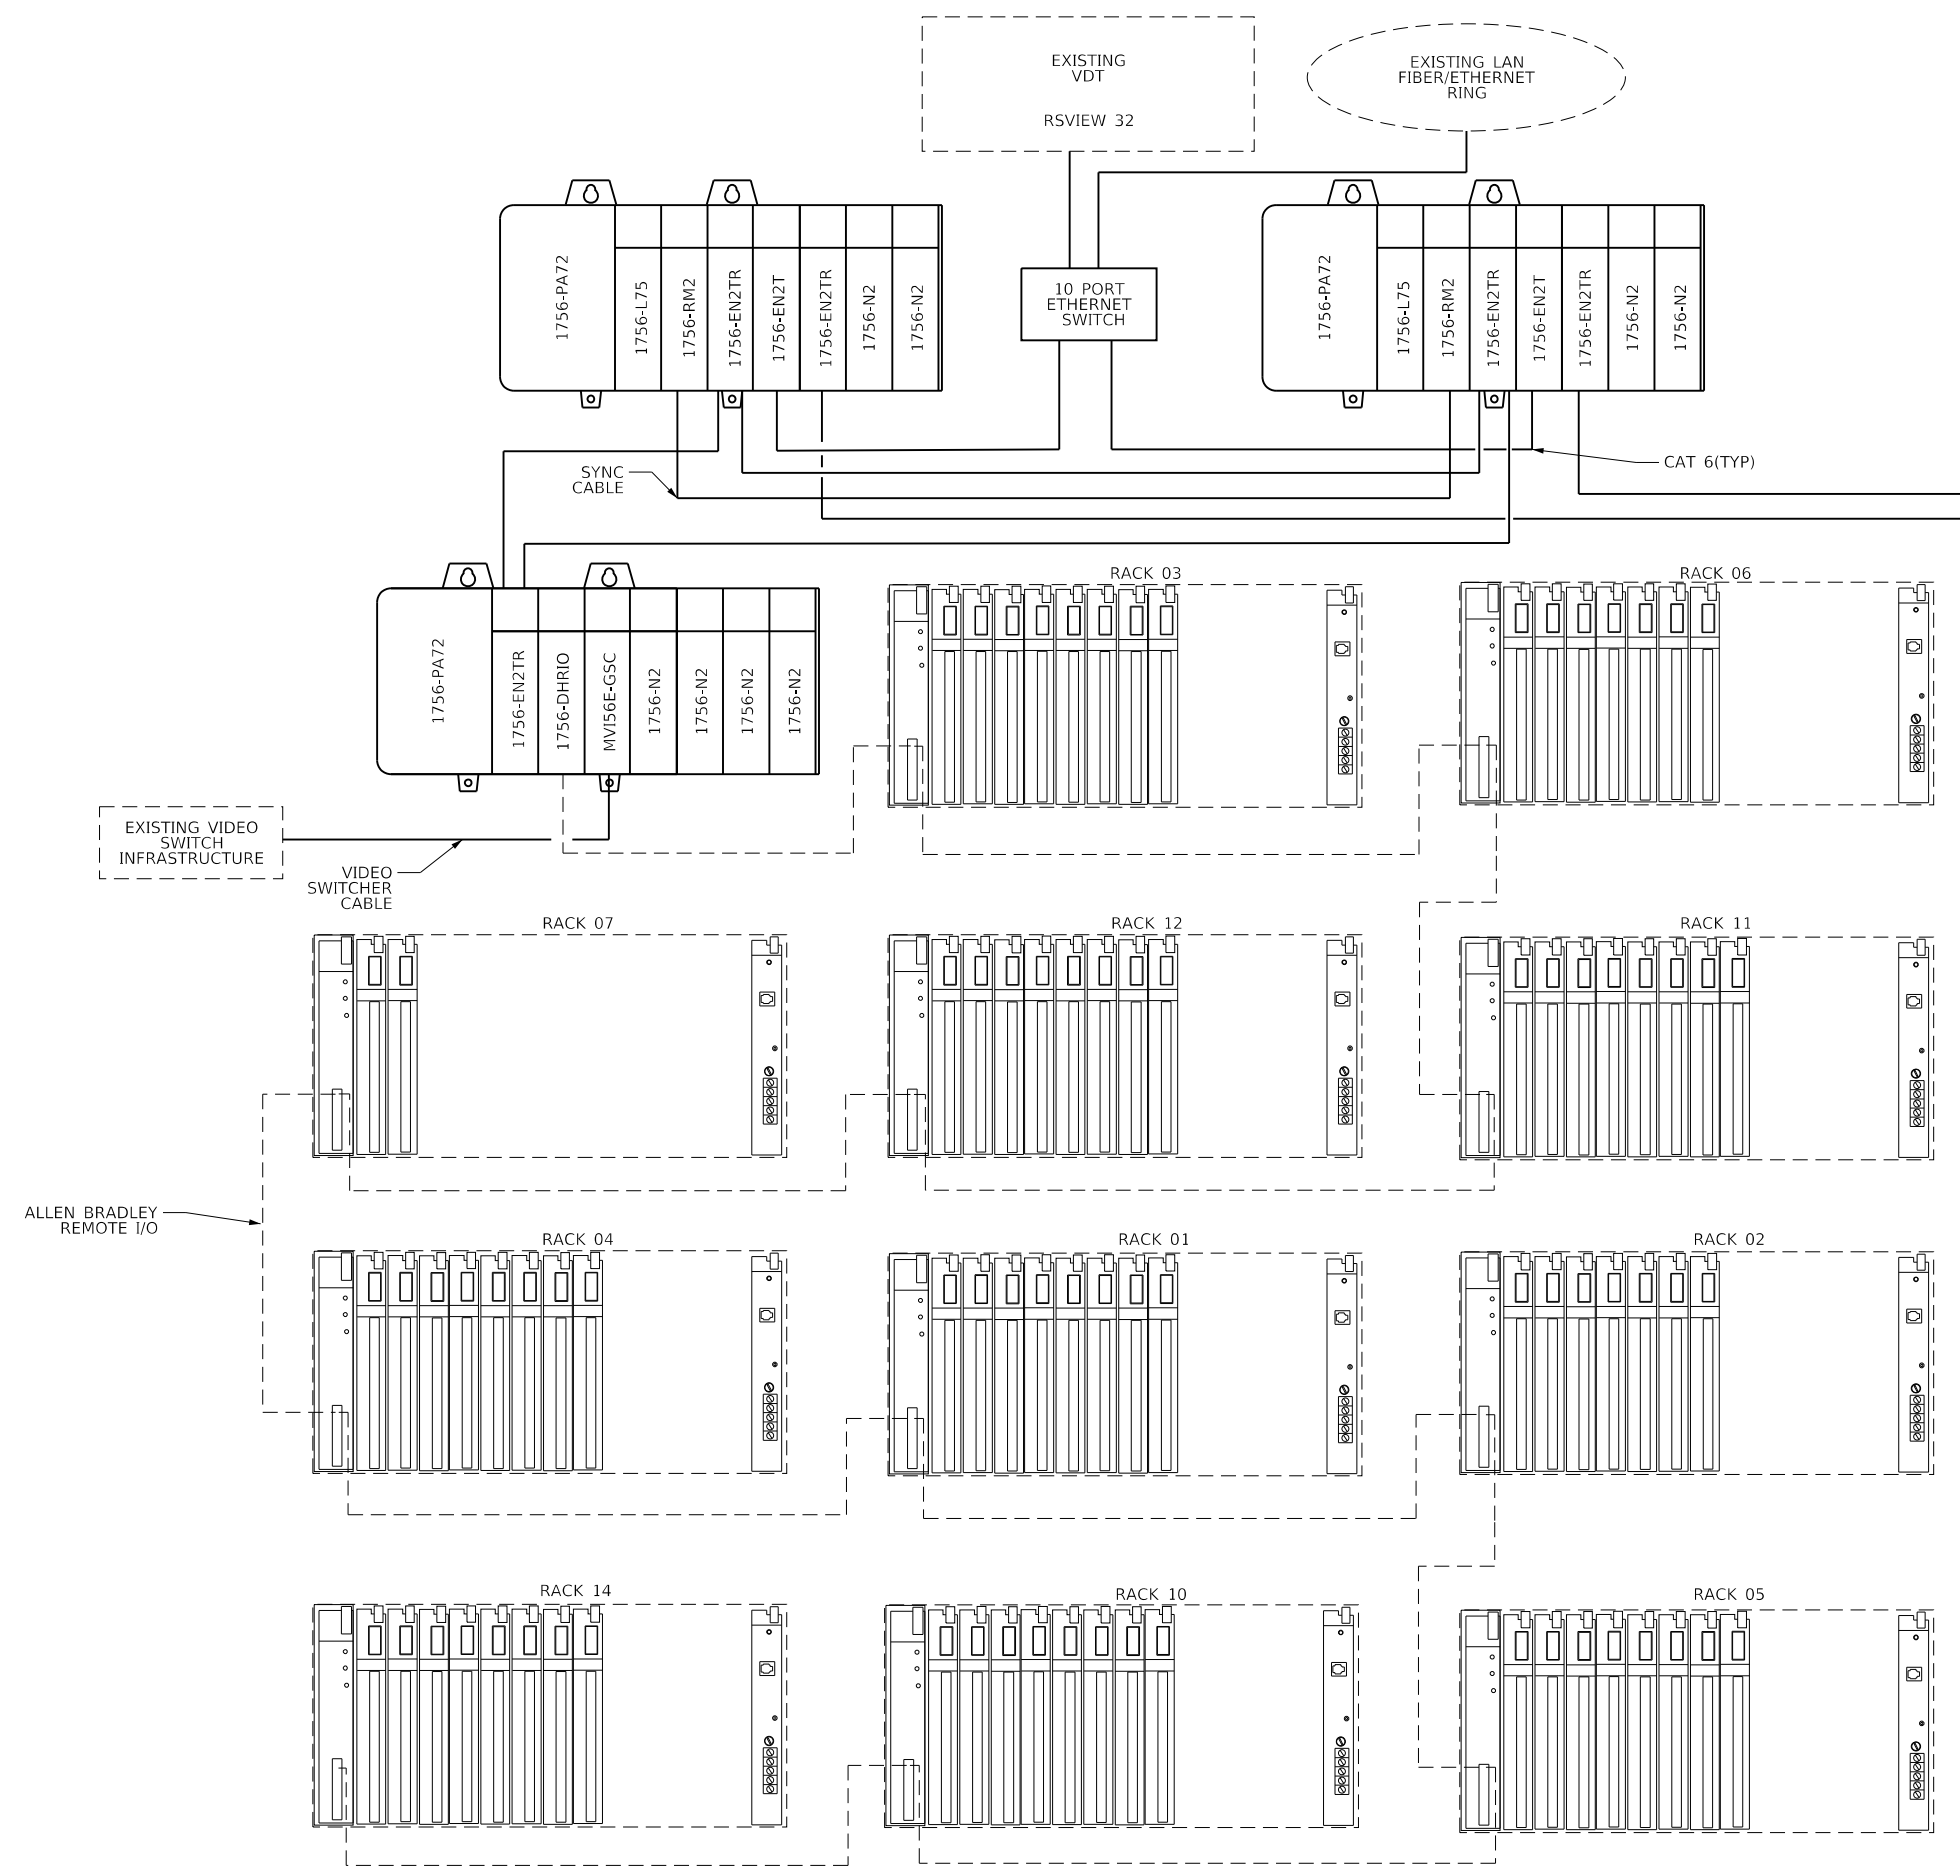 EXISTING
VDT
RSVIEW 32
EXISTING LAN
FIBER/ETHERNET
RING
1756-PA72
1756-L75
1756-RM2
1756-EN2TR
1756-EN2T
1756-EN2TR
1756-N2
1756-N2
10 PORT
ETHERNET
SWITCH
1756-PA72
1756-L75
1756-RM2
1756-EN2TR
1756-EN2T
1756-EN2TR
1756-N2
1756-N2
SYNC
CABLE
CAT 6(TYP)
1756-PA72
1756-EN2TR
1756-DHRIO
MVI56E-GSC
1756-N2
1756-N2
1756-N2
1756-N2
RACK 03
RACK 06
EXISTING VIDEO
SWITCH
INFRASTRUCTURE
VIDEO
SWITCHER
CABLE
RACK 07
RACK 12
RACK 11
ALLEN BRADLEY
REMOTE I/O
RACK 04
RACK 01
RACK 02
RACK 14
RACK 10
RACK 05